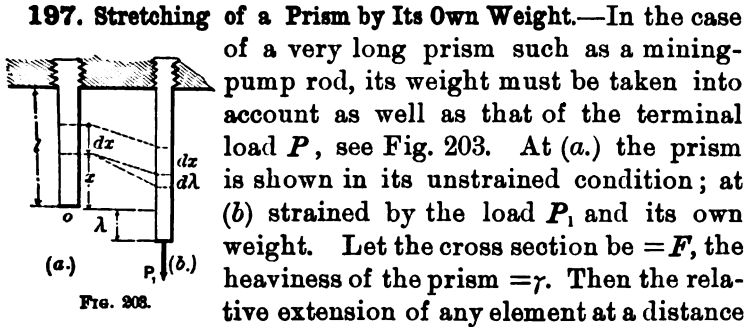 197. Stretching of a Prism by Its Own Weight.—In the case
of a very long prism such as a mining-
pump rod, its weight must be taken into
account as well as that of the terminal
load P, see Fig. 203. At (a.) the prism
is shown in its unstrained condition; at
(b) strained by the load P₁ and its own
weight. Let the cross section be =F, the
heaviness of the prism =γ. Then the rela-
tive extension of any element at a distance
l
dx
x
o
λ
dx
dλ
(a.)
P₁
(b.)
Fig. 203.